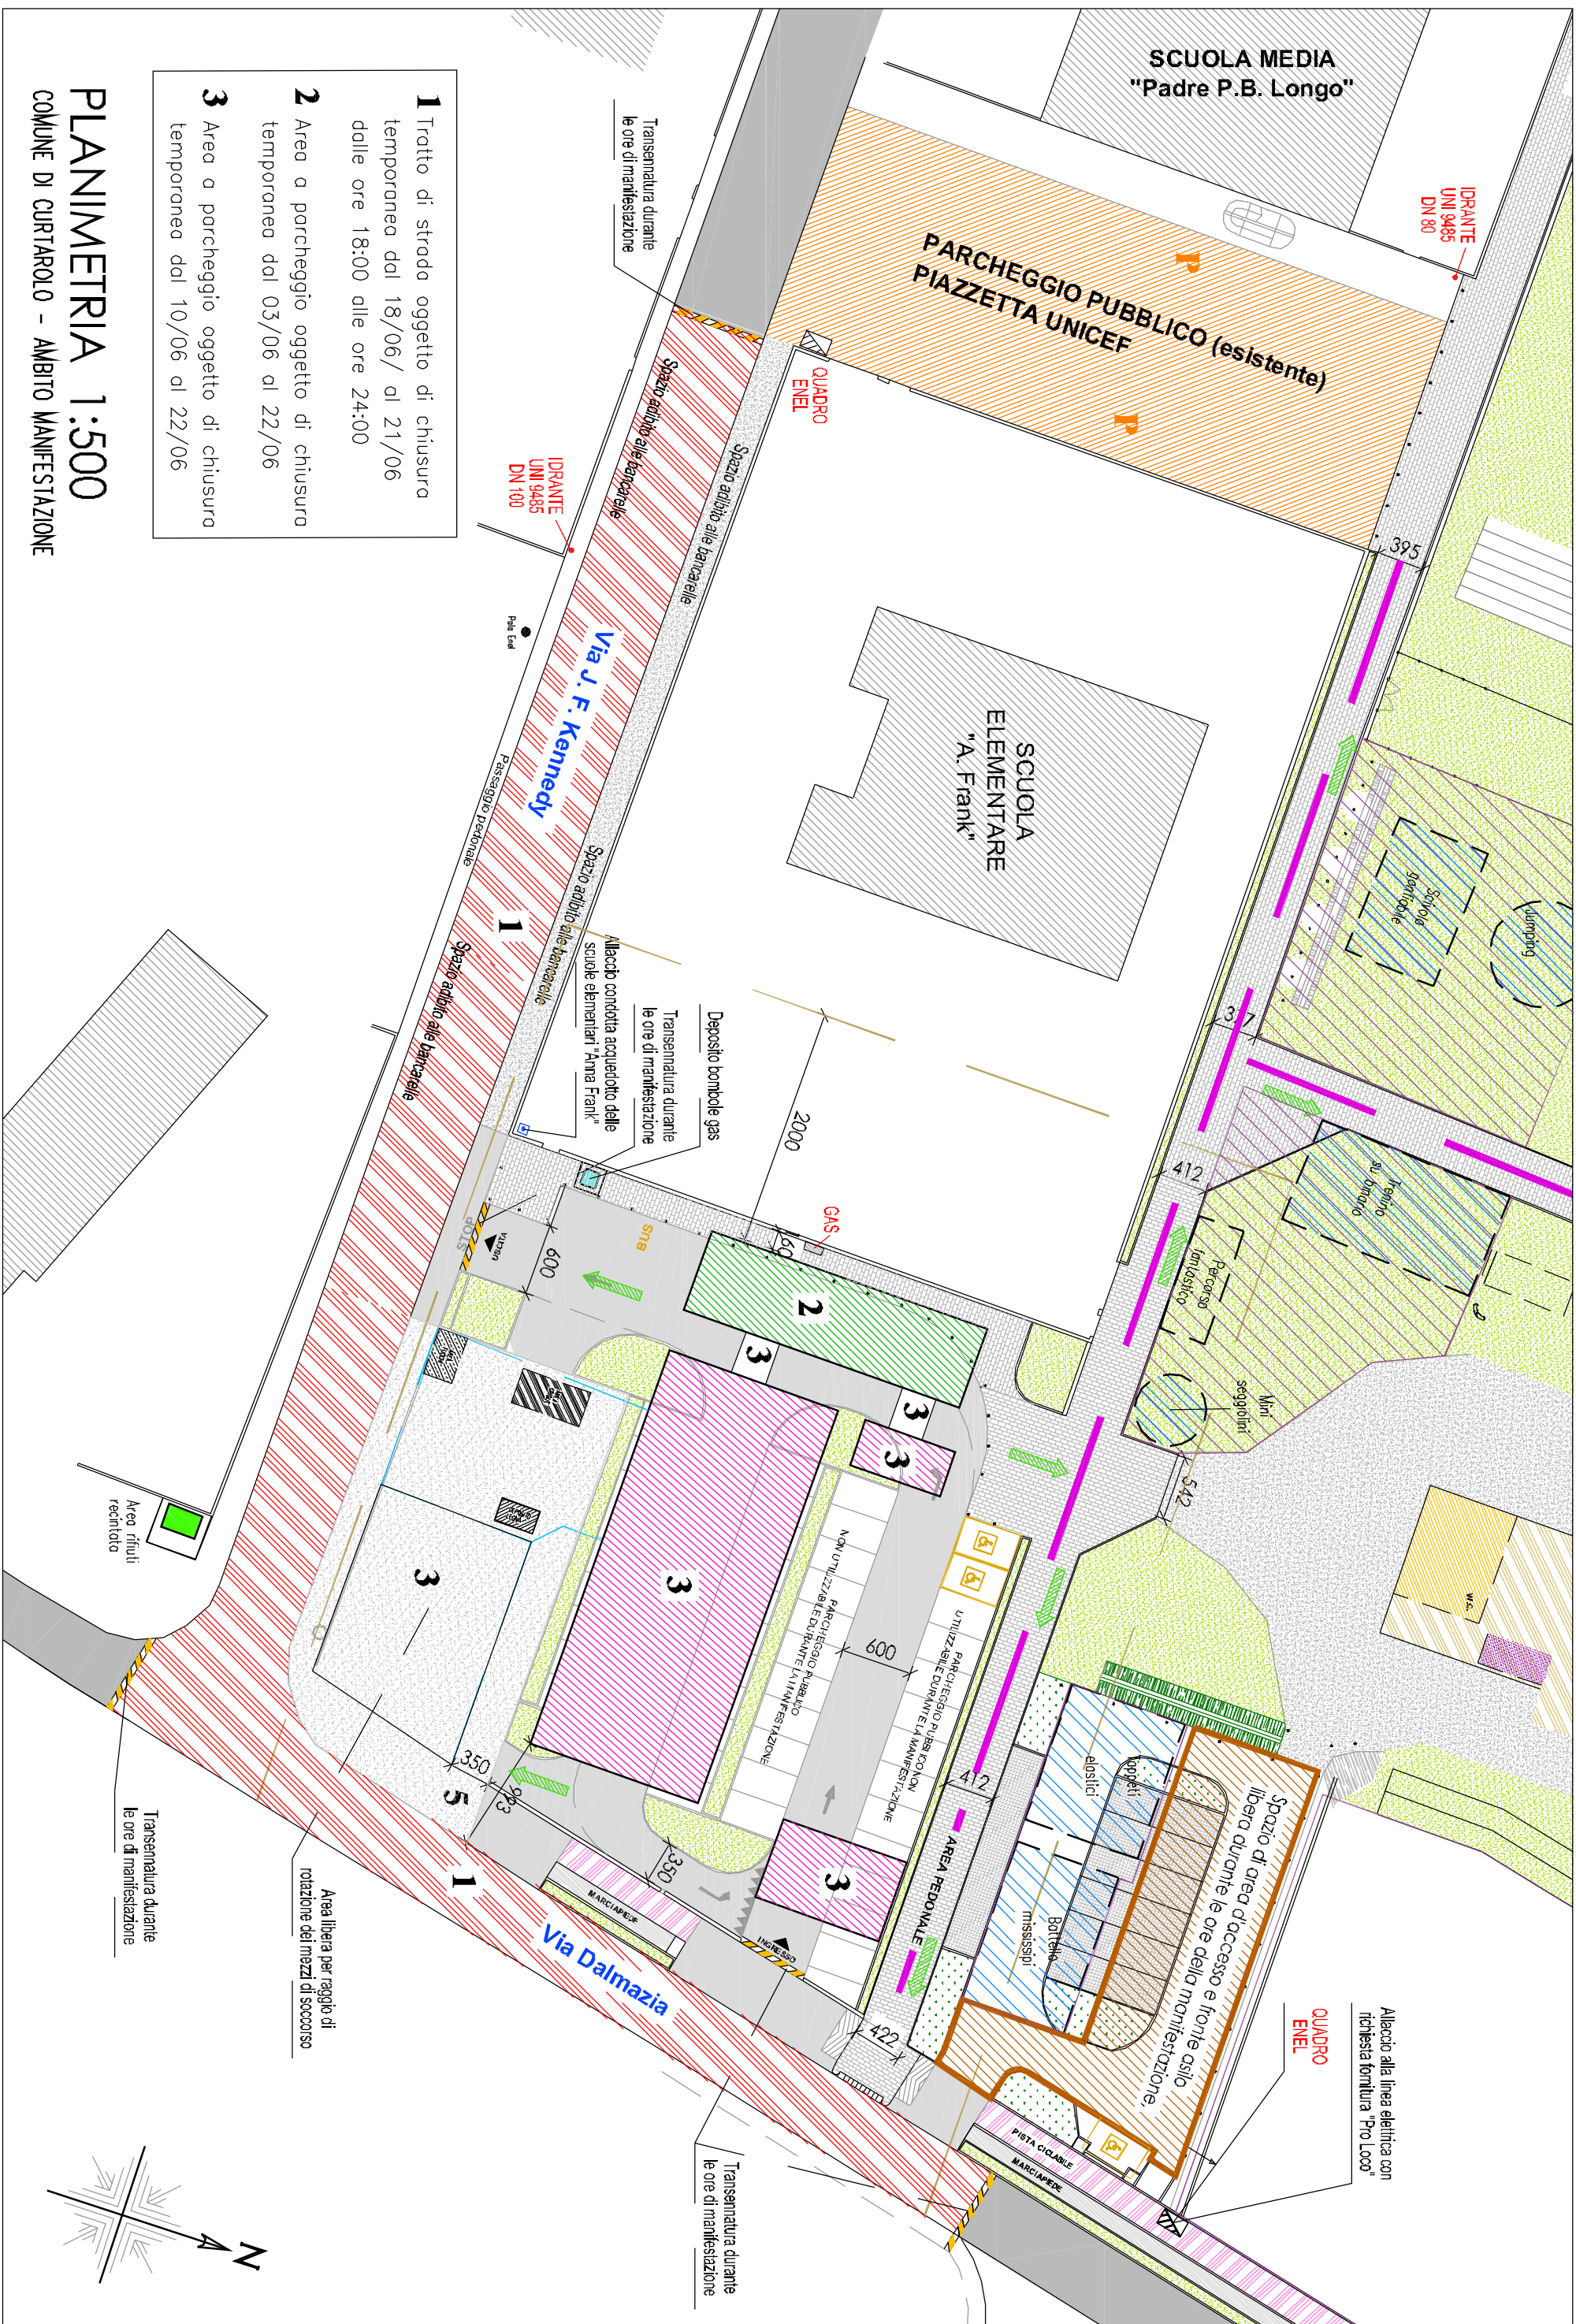 SCUOLA MEDIA
"Padre P.B. Longo"
IDRANTE
UNI 9485
DN 80
P
PARCHEGGIO PUBBLICO (esistente)
PIAZZETTA UNICEF
P
Transennatura durante
le ore di manifestazione
QUADRO
ENEL
1 Tratto di strada oggetto di chiusura
temporanea dal 18/06/ al 21/06
dalle ore 18:00 alle ore 24:00
2 Area a parcheggio oggetto di chiusura
temporanea dal 03/06 al 22/06
3 Area a parcheggio oggetto di chiusura
temporanea dal 10/06 al 22/06
PLANIMETRIA 1:500
COMUNE DI CURTAROLO - AMBITO MANIFESTAZIONE
Spazio adibito alle bancarelle
Spazio adibito alle bancarelle
IDRANTE
UNI 9485
DN 100
Palo Enel
Via J. F. Kennedy
Passaggio pedonale
1
Spazio adibito alle bancarelle
Spazio adibito alle bancarelle
395
SCUOLA
ELEMENTARE
"A. Frank"
Scivolo
gonfiabile
Jumping
377
412
Trenino
su binario
Percorso
fantastico
Mini
seggiolini
542
Allaccio condotta acquedotto delle
scuole elementari "Anna Frank"
Transennatura durante
le ore di manifestazione
Deposito bombole gas
2000
GAS
160
BUS
STOP
USCITA
600
2
3
3
3
3
3
NON UTILIZZABILE DURANTE LA MANIFESTAZIONE
PARCHEGGIO PUBBLICO
600
PARCHEGGIO PUBBLICO NON
UTILIZZABILE DURANTE LA MANIFESTAZIONE
412
AREA PEDONALE
3
W.C.
Tappeti
elastici
Battello
mississipi
Spazio di area d'accesso e fronte asilo
libera durante le ore della manifestazione,
Area rifiuti
recintata
350
993
5
350
1
MARCIAPIEDE
INGRESSO
Via Dalmazia
422
PISTA CICLABILE
MARCIAPIEDE
QUADRO
ENEL
Allaccio alla linea elettrica con
richiesta fornitura "Pro Loco"
Transennatura durante
le ore di manifestazione
Area libera per raggio di
rotazione dei mezzi di soccorso
Transennatura durante
le ore di manifestazione
N